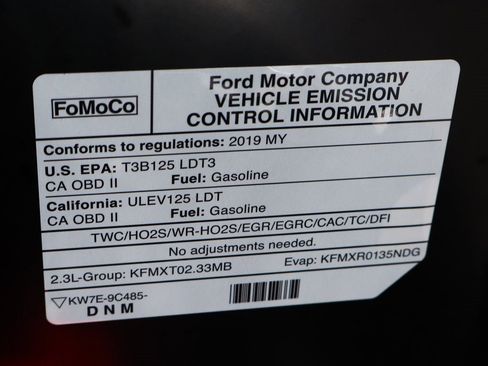 FoMoCo
Ford Motor Company
VEHICLE EMISSION
CONTROL INFORMATION
Conforms to regulations: 2019 MY
U.S. EPA: T3B125 LDT3
CA OBD II Fuel: Gasoline
California: ULEV125 LDT
CA OBD II Fuel: Gasoline
TWC/HO2S/WR-HO2S/EGR/EGRC/CAC/TC/DFI
No adjustments needed.
2.3L-Group: KFMXT02.33MB Evap: KFMXR0135NDG
KW7E-9C485-
DNM